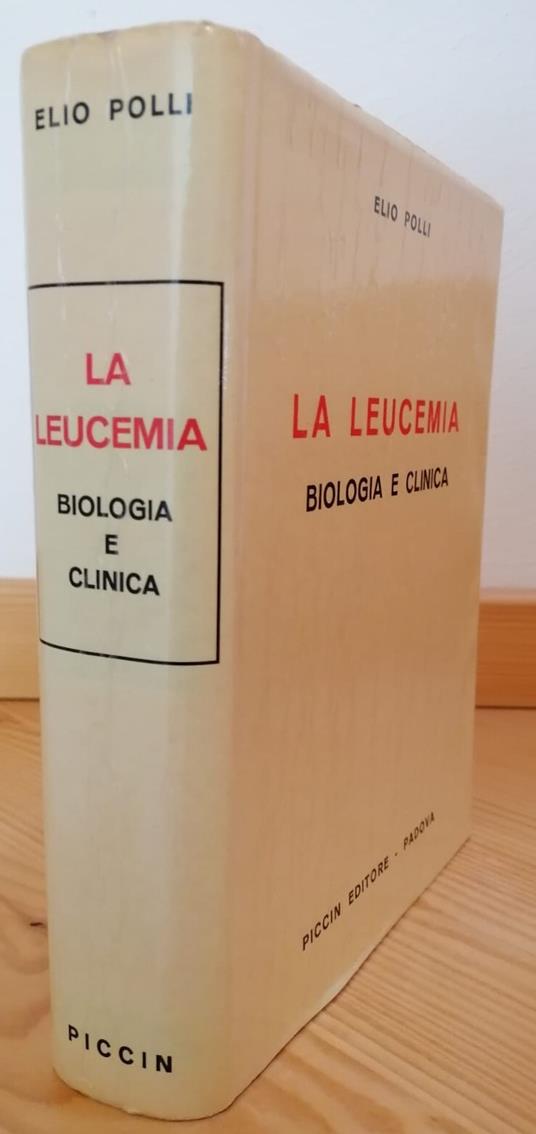 ELIO POLLI
LA
LEUCEMIA
BIOLOGIA
E
CLINICA
PICCIN
ELIO POLLI
LA LEUCEMIA
BIOLOGIA E CLINICA
PICCIN EDITORE - PADOVA